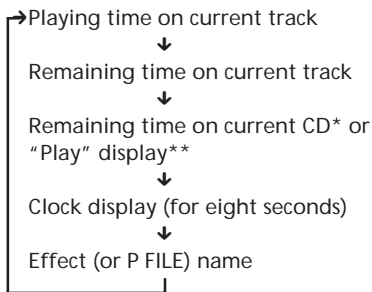 Playing time on current track
Remaining time on current track
Remaining time on current CD* or
“Play” display**
Clock display (for eight seconds)
Effect (or P FILE) name